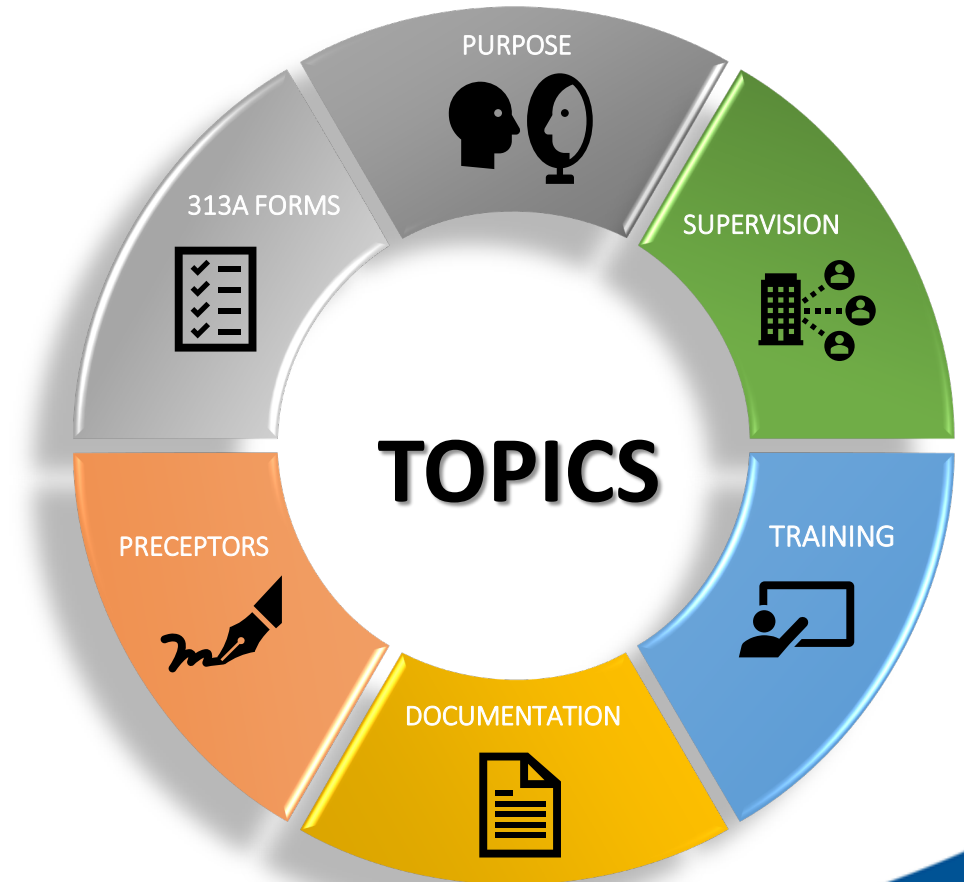 PURPOSE
313A FORMS
SUPERVISION
TOPICS
PRECEPTORS
TRAINING
DOCUMENTATION